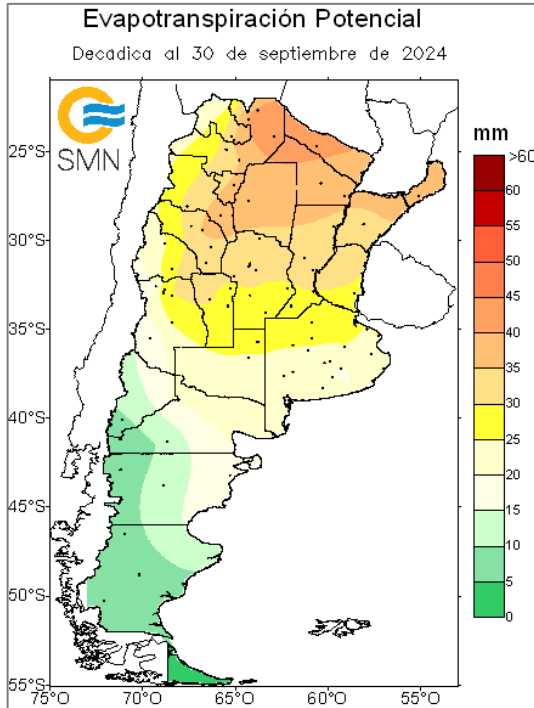 Evapotranspiración Potencial
Decádica al 30 de septiembre de 2024
SMN
mm
>60
60
55
50
45
40
35
30
25
20
15
10
5
0
25°S
30°S
35°S
40°S
45°S
50°S
55°S
75°O 70°O 65°O 60°O 55°O